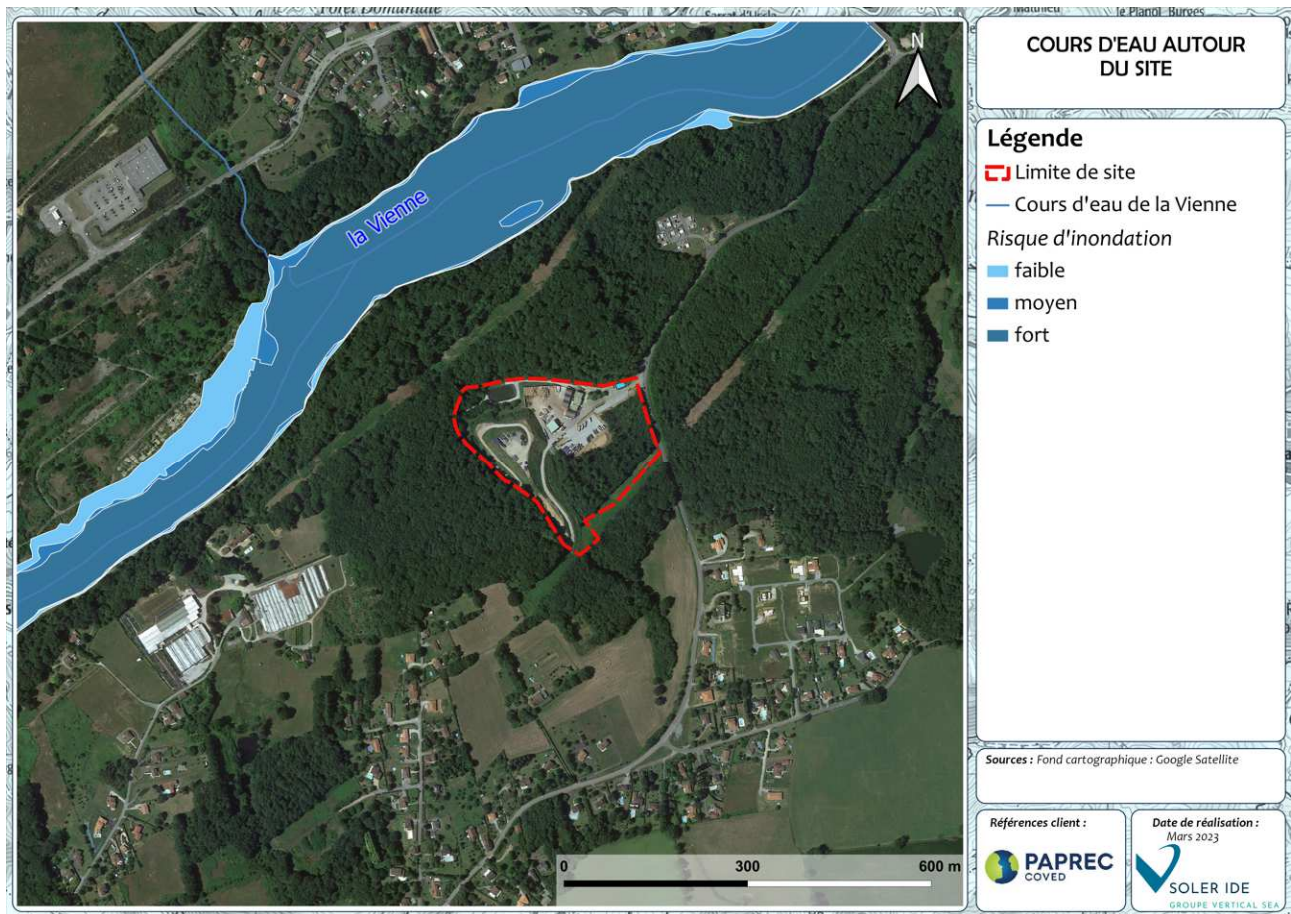 COURS D'EAU AUTOUR
DU SITE
N
la Vienne
Légende
Limite de site
Cours d'eau de la Vienne
Risque d'inondation
faible
moyen
fort
Sources : Fond cartographique : Google Satellite
0 300 600 m
Références client :
PAPREC
COVED
Date de réalisation :
Mars 2023
SOLER IDE
GROUPE VERTICAL SEA